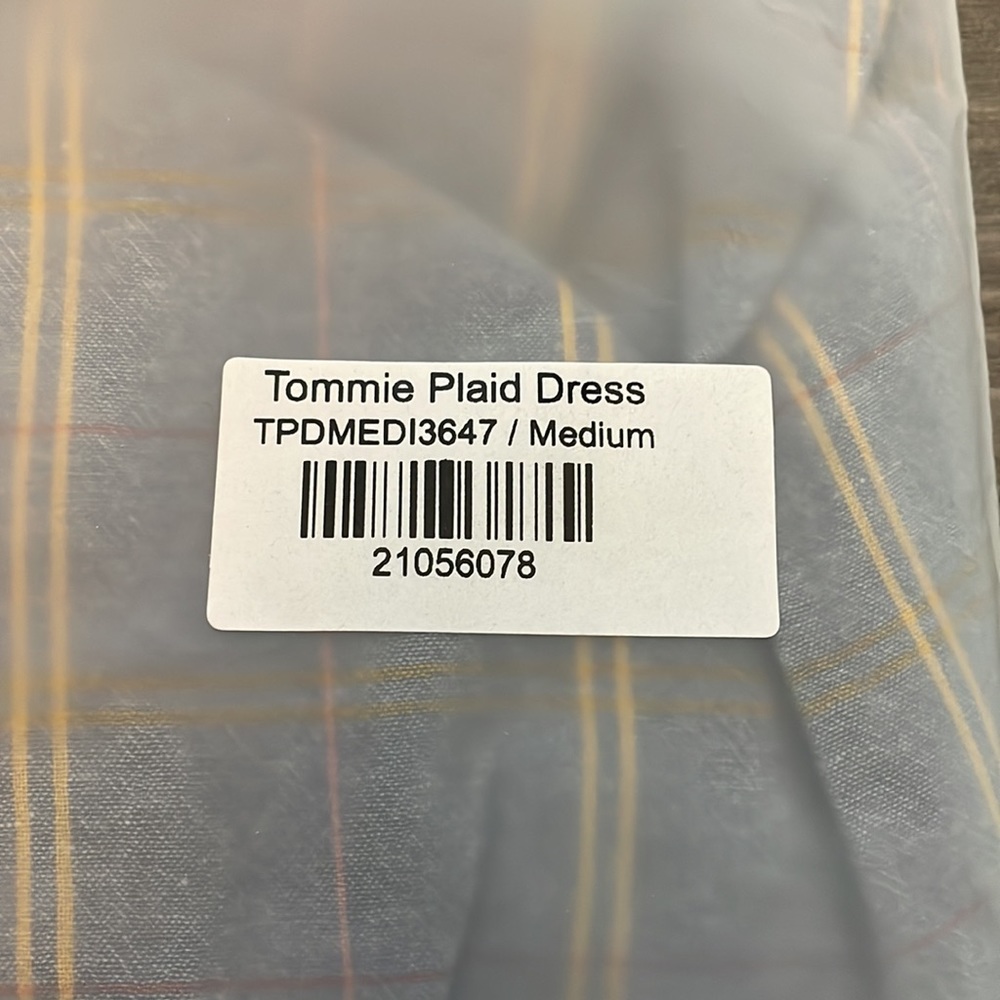 Tommie Plaid Dress
TPDMEDI3647 / Medium
21056078